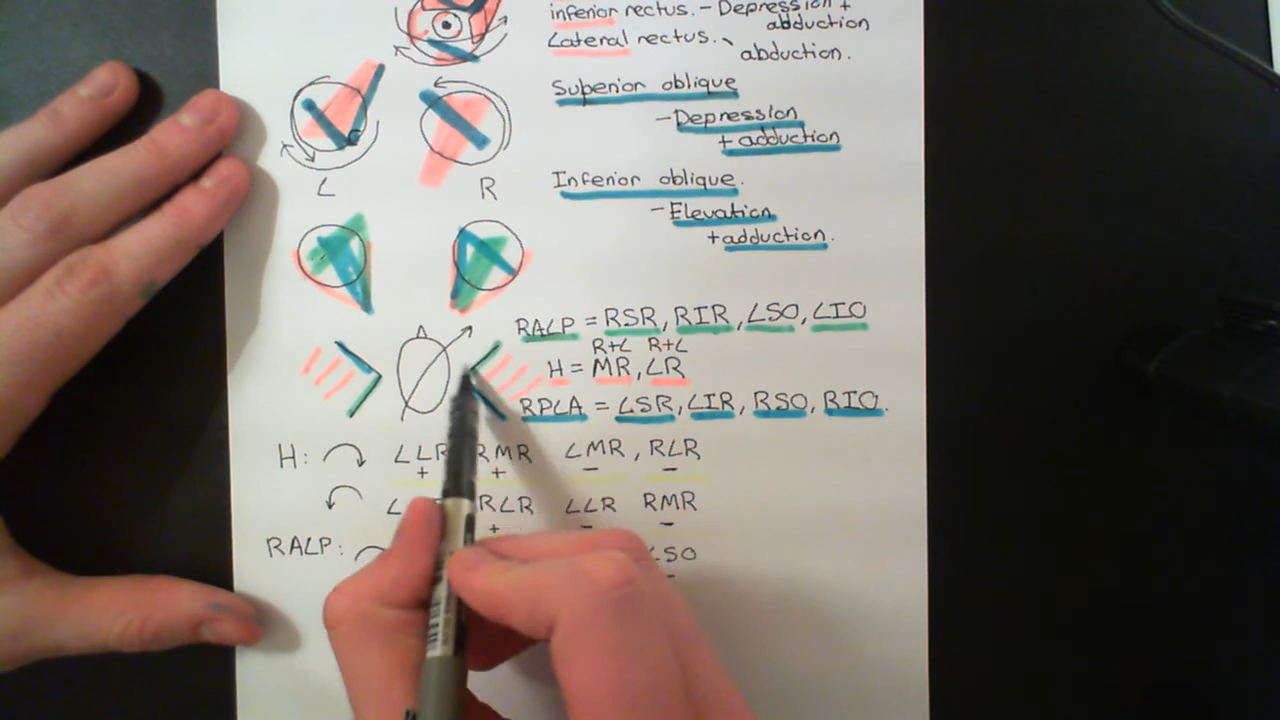 inferior rectus. - Depression + abduction
Lateral rectus. abduction.
Superior oblique
- Depression
+ adduction
L R
Inferior oblique.
- Elevation
+ adduction.
RALP = RSR, RIR, LSO, LIO
R+L R+L
H = MR, LR
RPLA = LSR, LIR, RSO, RIO.
H: LLR RMR LMR, RLR
+ + - -
L RLR LLR RMR
+ - -
RALP: LSO
-